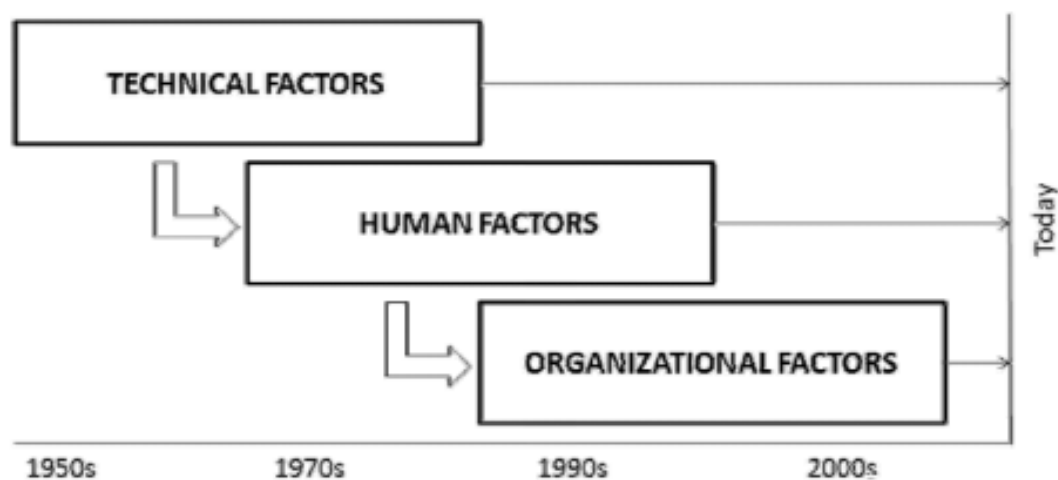 TECHNICAL FACTORS
HUMAN FACTORS
ORGANIZATIONAL FACTORS
Today
1950s
1970s
1990s
2000s